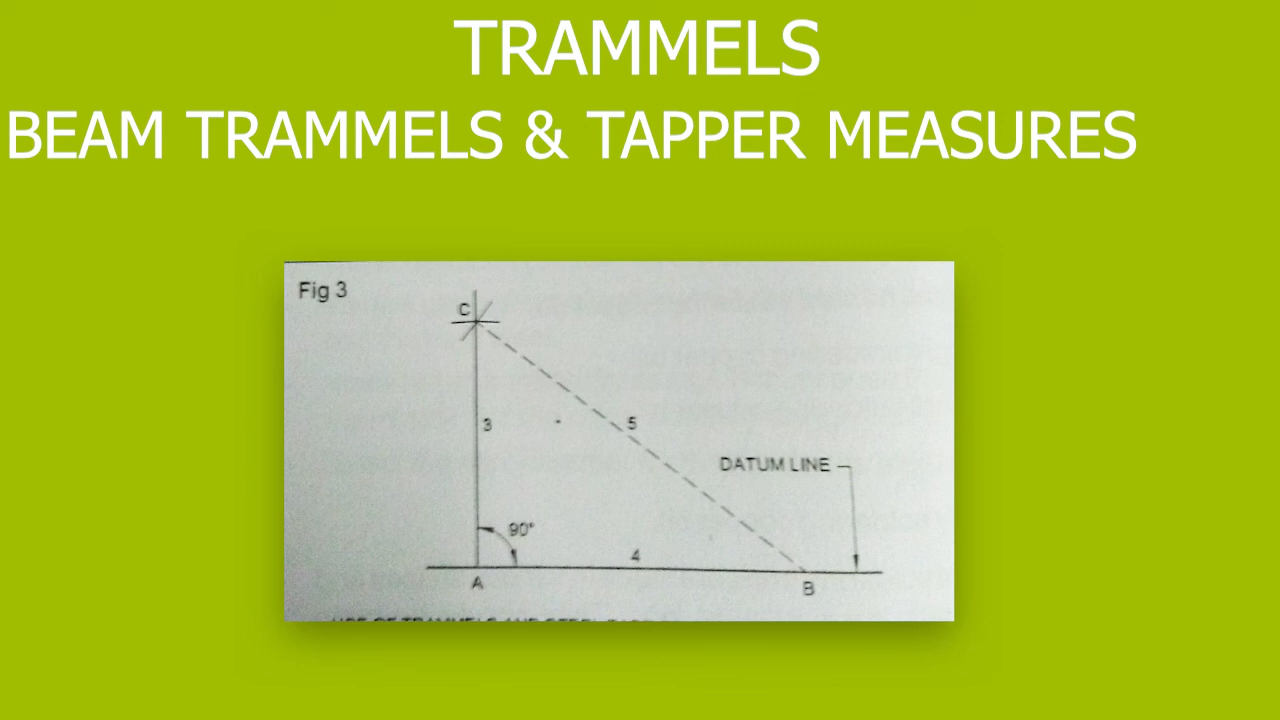 TRAMMELS
BEAM TRAMMELS & TAPPER MEASURES
Fig 3
C
3
5
DATUM LINE
90°
4
A
B